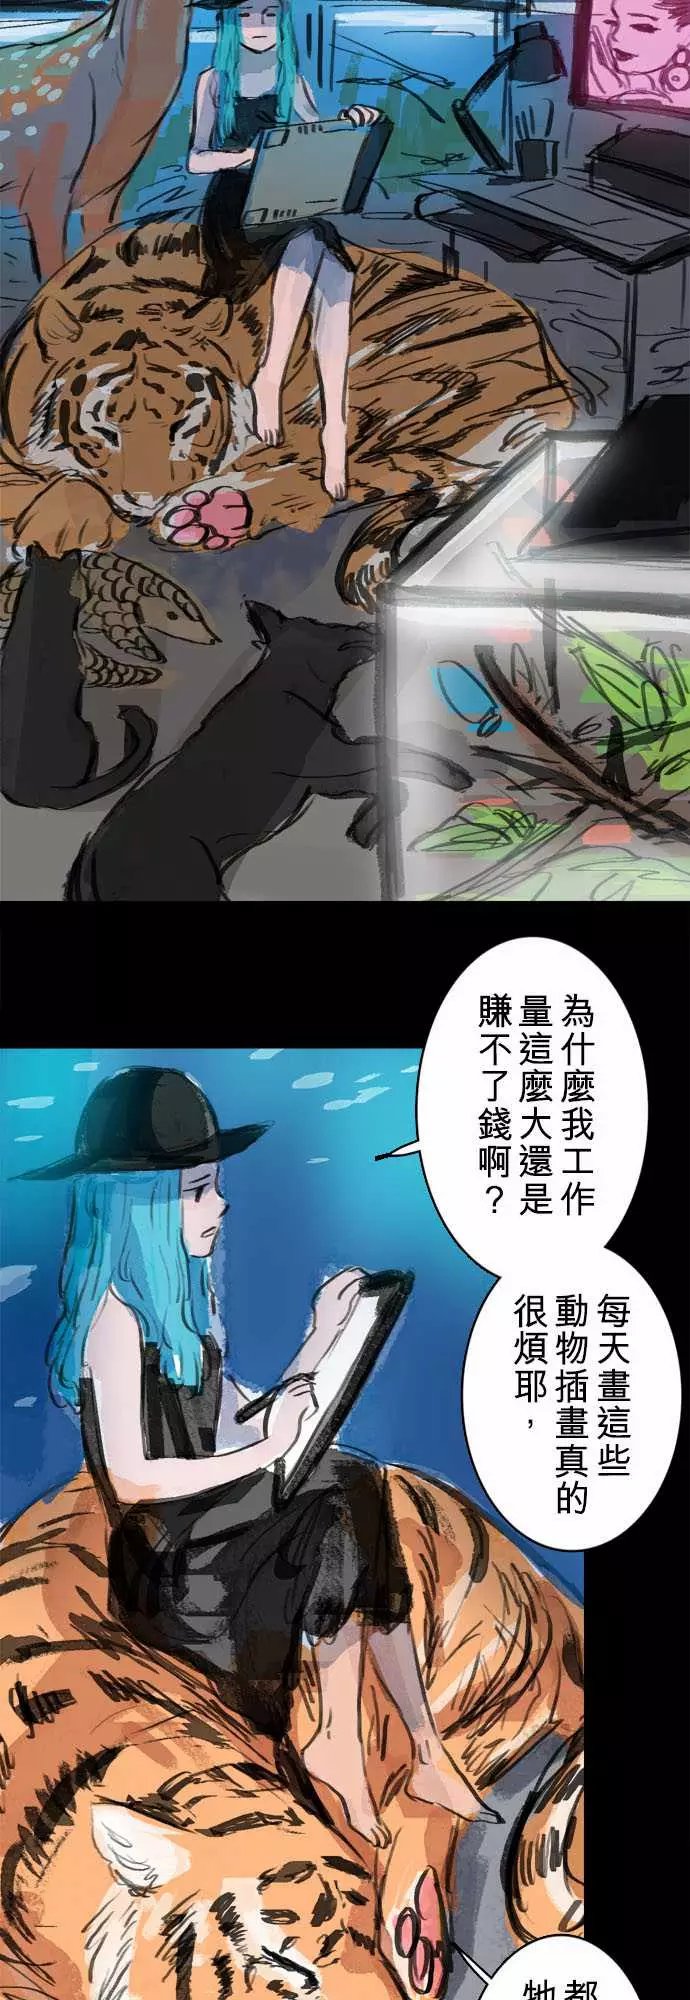 為什麼我工作
量這麼大還是
賺不了錢啊？
每天畫這些
動物插畫真的
很煩耶，
都
牠